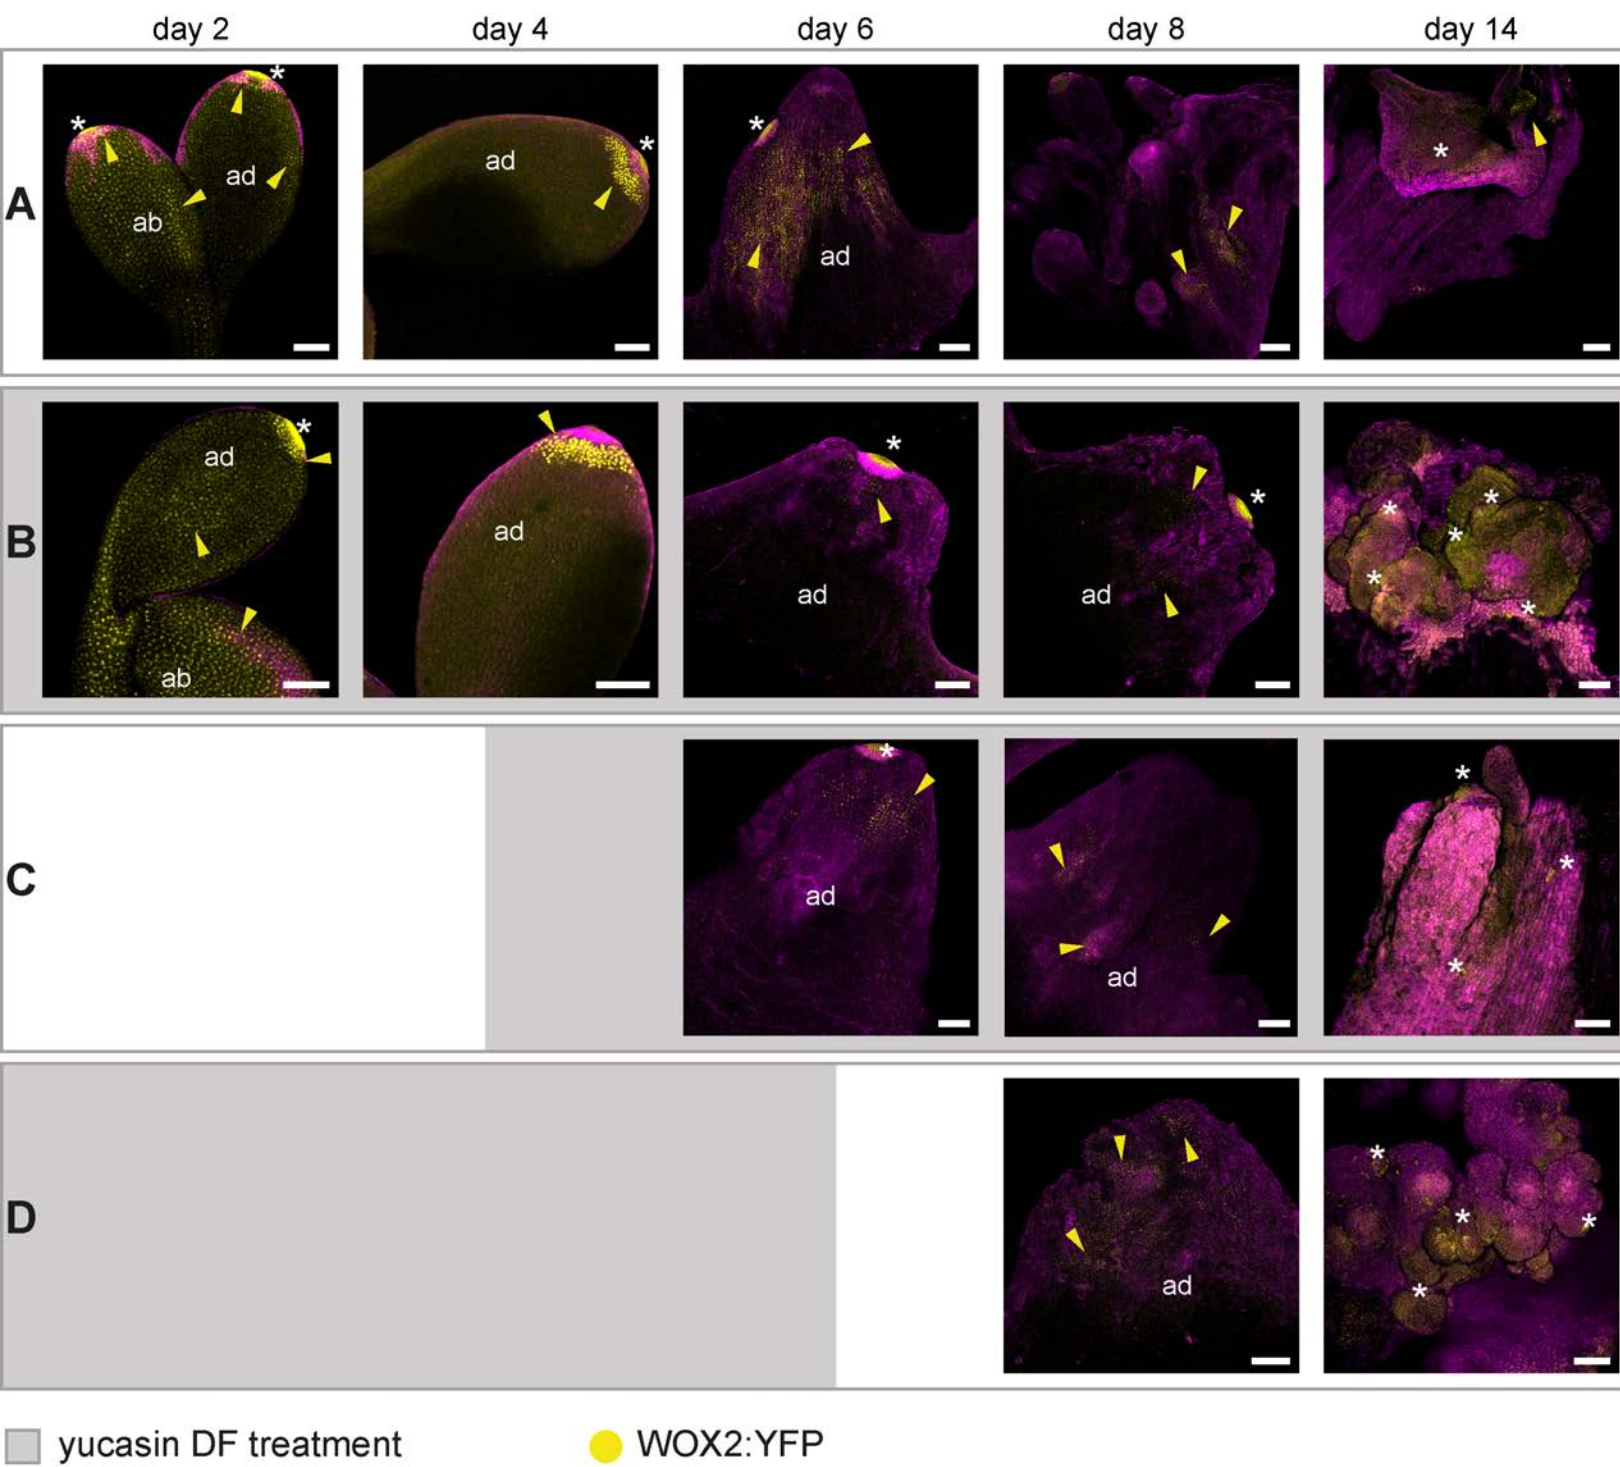 day 2 day 4 day 6 day 8 day 14
A * * ab ad ad * * ad *
B ad * ab ad * ad ad * * * * * *
C * ad ad * * *
D ad * * * *
yucasin DF treatment WOX2:YFP